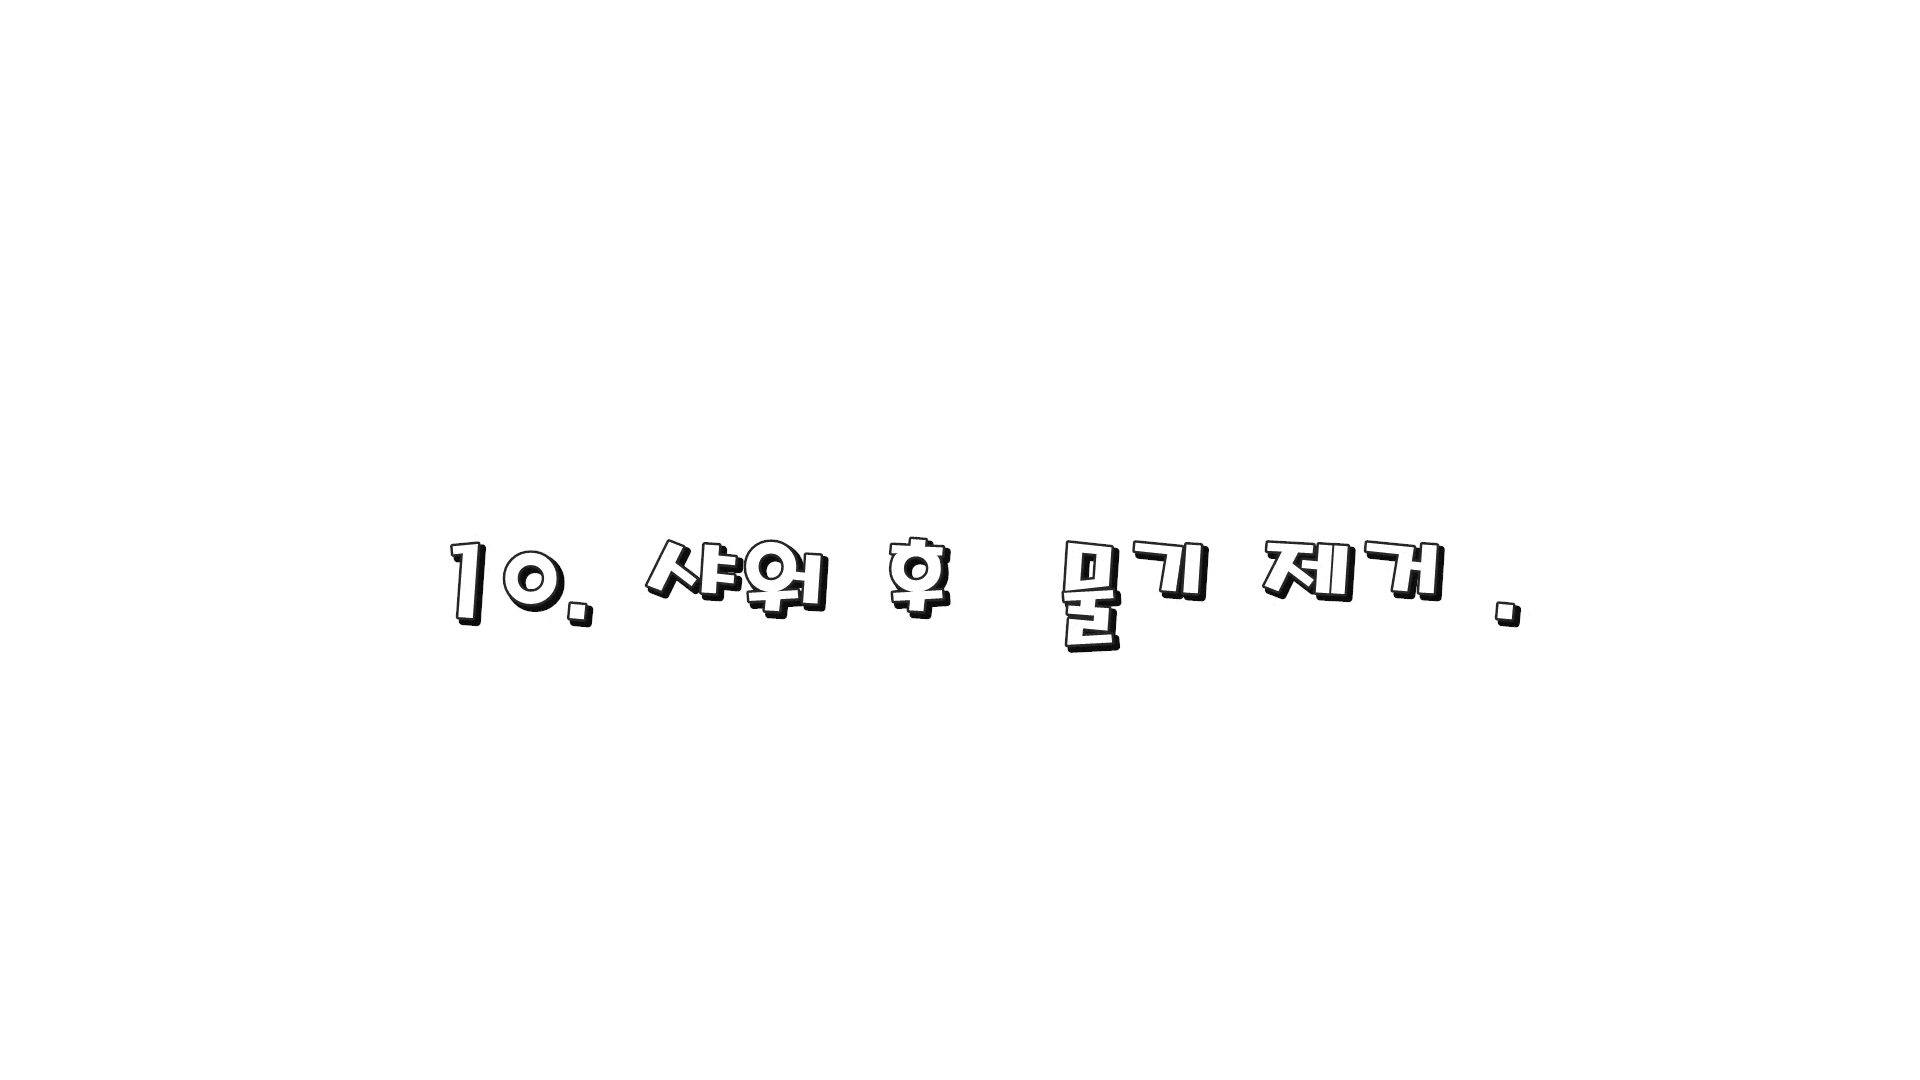 10. 샤워 후 물기 제거 .